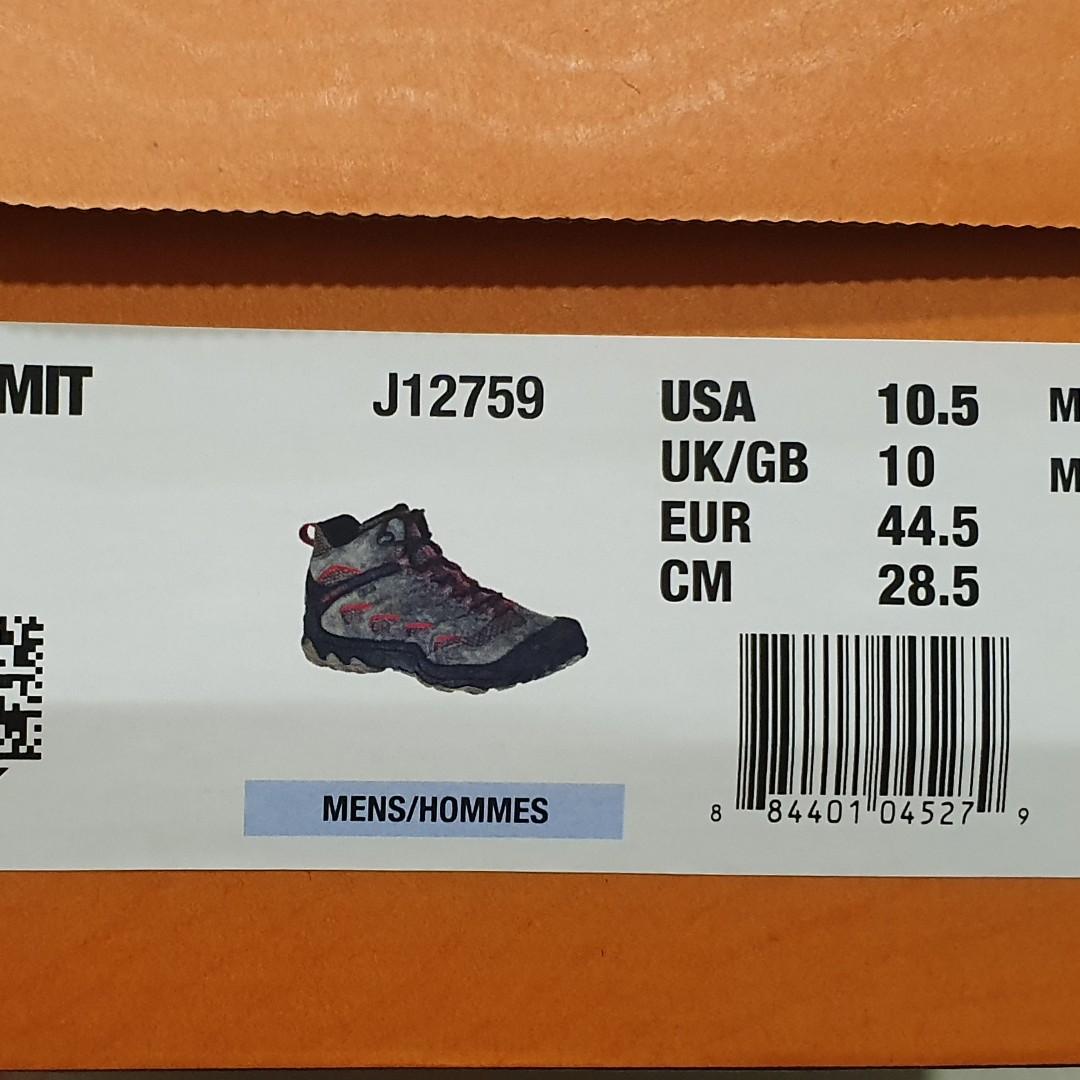 MIT
J12759
USA 10.5 M
UK/GB 10 M
EUR 44.5
CM 28.5
MENS/HOMMES
8 84401 04527 9